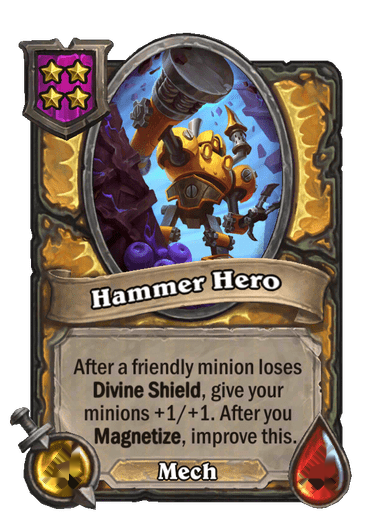 Hammer Hero
After a friendly minion loses
Divine Shield, give your
minions +1/+1. After you
Magnetize, improve this.
Mech